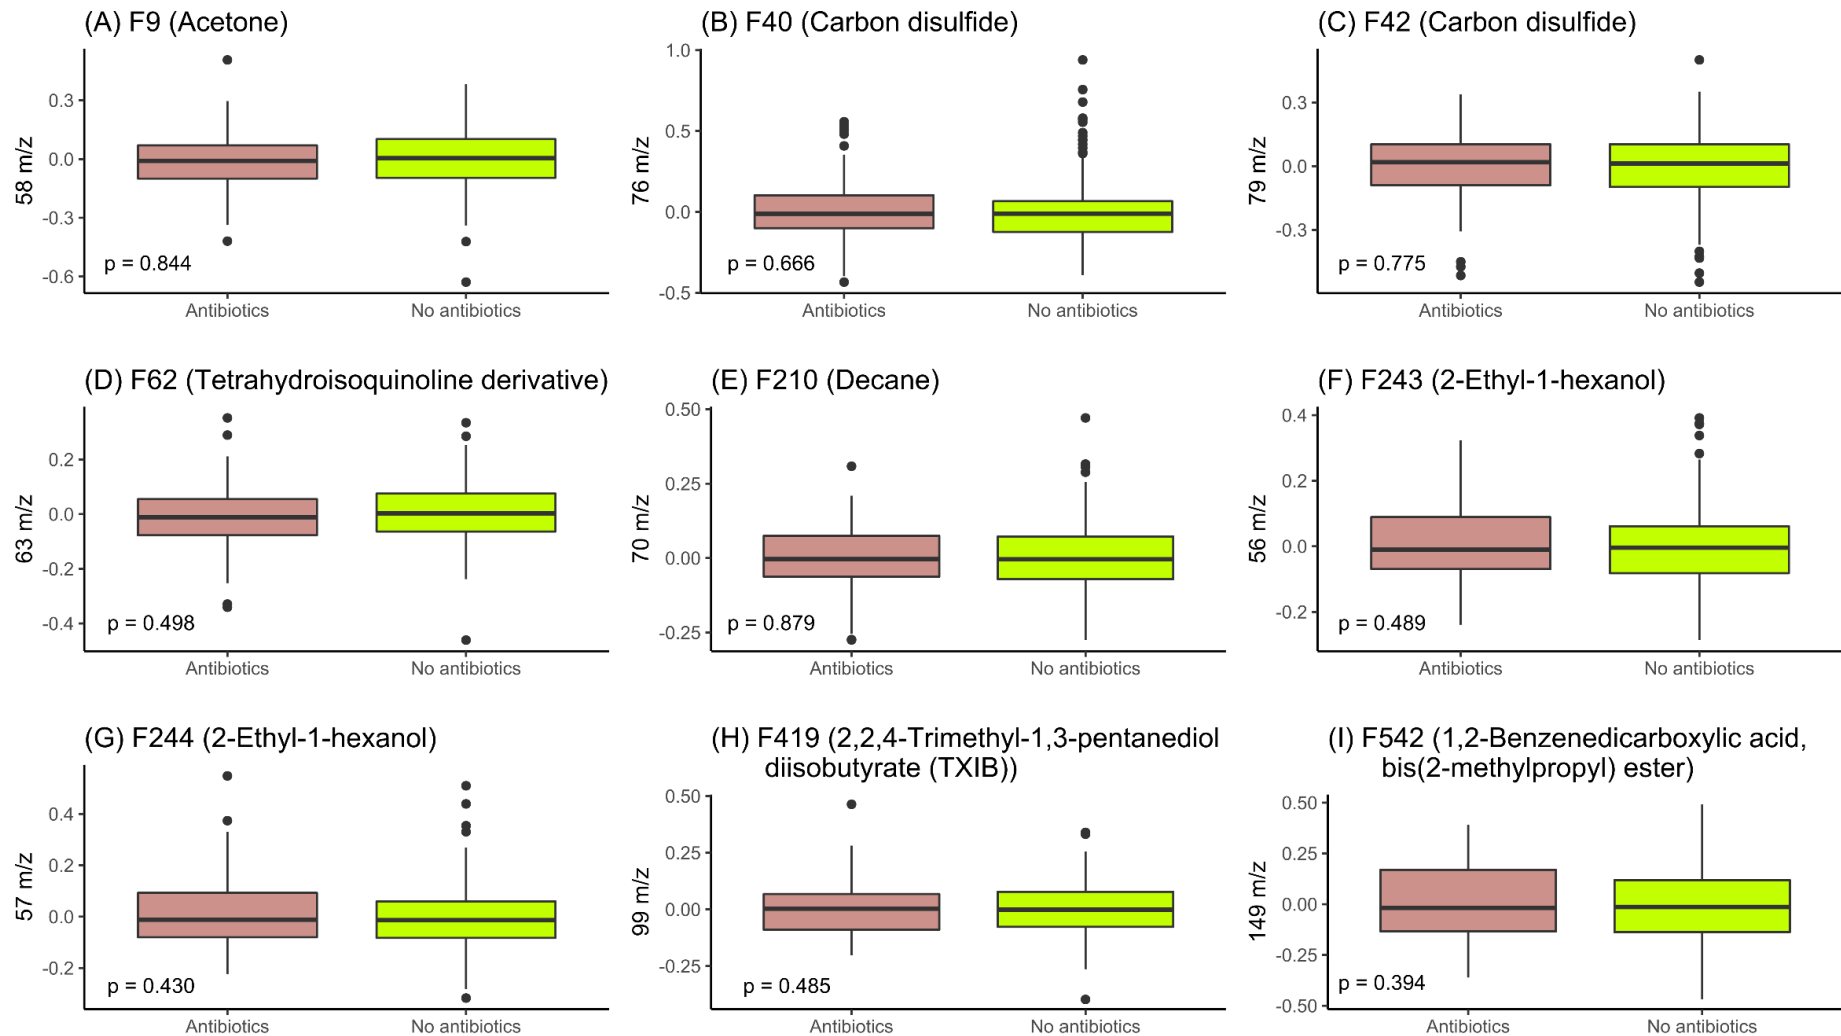 (A) F9 (Acetone)
58 m/z
0.3
0.0
-0.3
-0.6
p = 0.844
Antibiotics
No antibiotics
(B) F40 (Carbon disulfide)
76 m/z
1.0
0.5
0.0
-0.5
p = 0.666
Antibiotics
No antibiotics
(C) F42 (Carbon disulfide)
79 m/z
0.3
0.0
-0.3
p = 0.775
Antibiotics
No antibiotics
(D) F62 (Tetrahydroisoquinoline derivative)
63 m/z
0.2
0.0
-0.2
-0.4
p = 0.498
Antibiotics
No antibiotics
(E) F210 (Decane)
70 m/z
0.50
0.25
0.00
-0.25
p = 0.879
Antibiotics
No antibiotics
(F) F243 (2-Ethyl-1-hexanol)
56 m/z
0.4
0.2
0.0
-0.2
p = 0.489
Antibiotics
No antibiotics
(G) F244 (2-Ethyl-1-hexanol)
57 m/z
0.4
0.2
0.0
-0.2
p = 0.430
Antibiotics
No antibiotics
(H) F419 (2,2,4-Trimethyl-1,3-pentanediol
diisobutyrate (TXIB))
99 m/z
0.50
0.25
0.00
-0.25
p = 0.485
Antibiotics
No antibiotics
(I) F542 (1,2-Benzenedicarboxylic acid,
bis(2-methylpropyl) ester)
149 m/z
0.50
0.25
0.00
-0.25
-0.50
p = 0.394
Antibiotics
No antibiotics